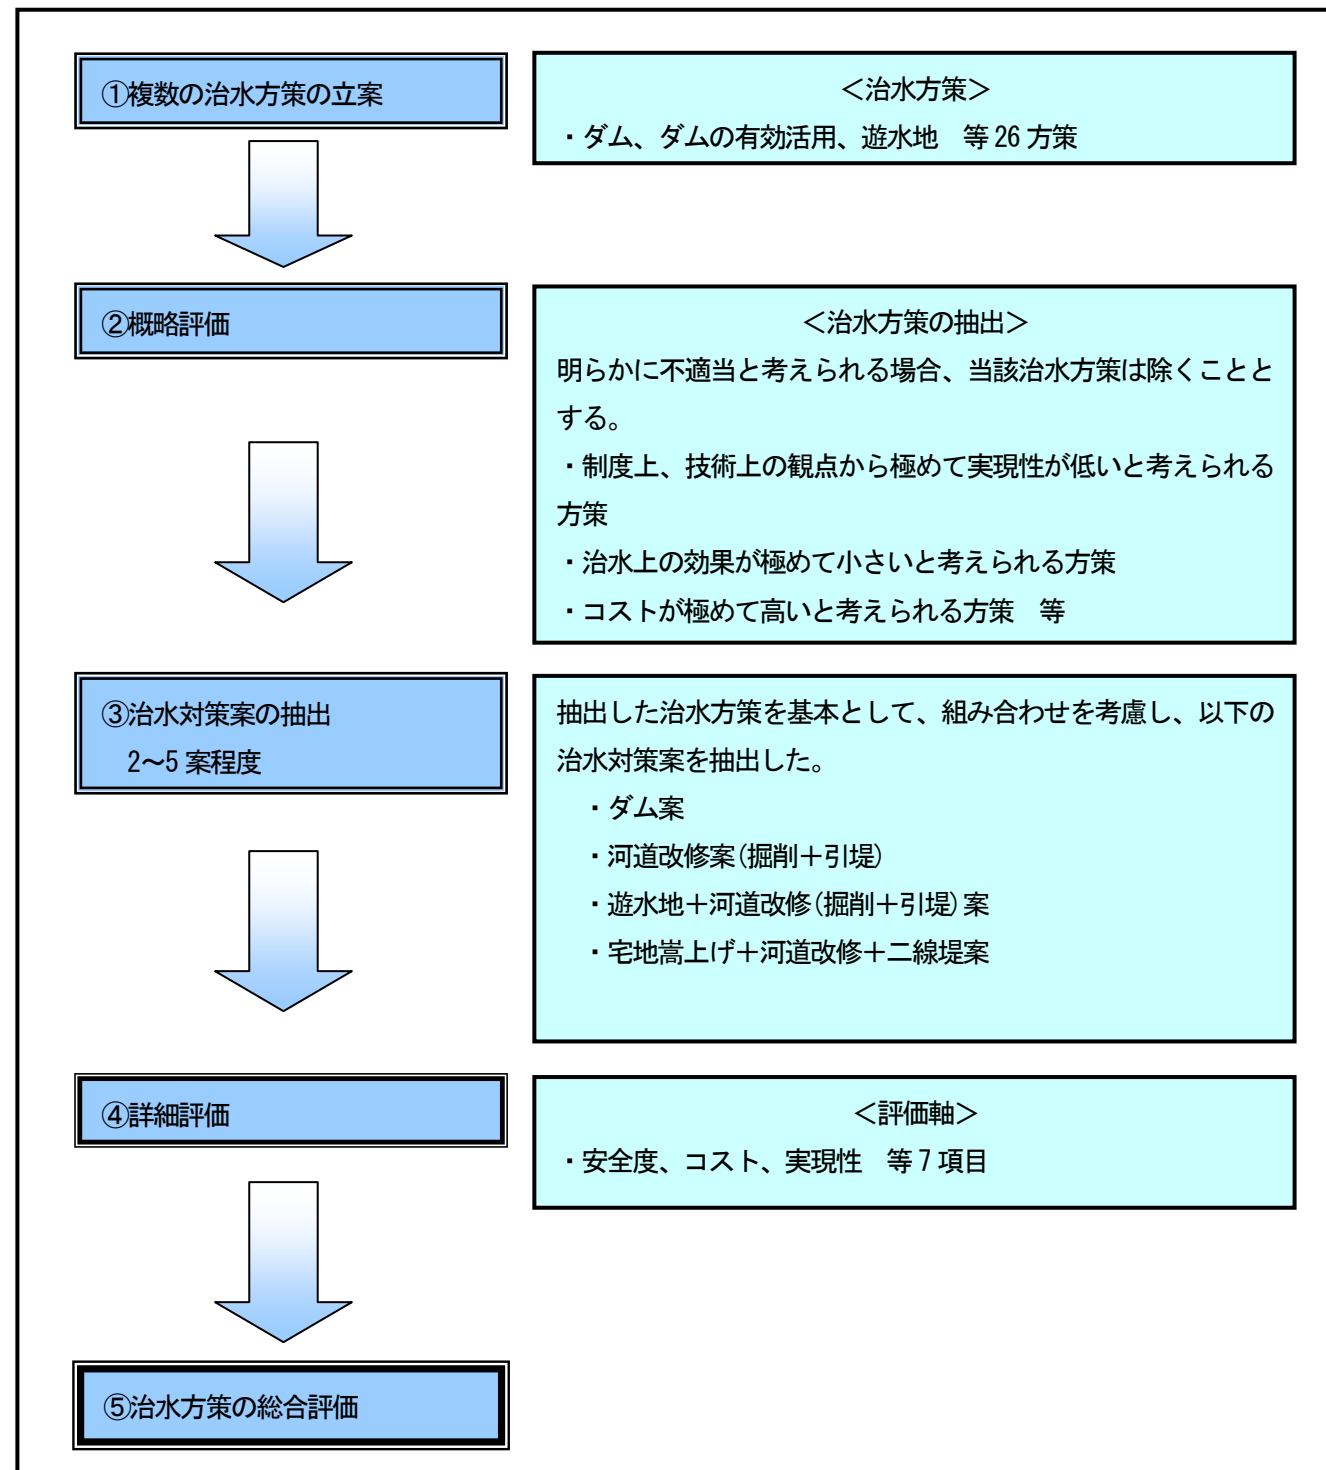 ①複数の治水方策の立案
＜治水方策＞
・ダム、ダムの有効活用、遊水地　等 26 方策
②概略評価
＜治水方策の抽出＞
明らかに不適当と考えられる場合、当該治水方策は除くことと
する。
・制度上、技術上の観点から極めて実現性が低いと考えられる
方策
・治水上の効果が極めて小さいと考えられる方策
・コストが極めて高いと考えられる方策　等
③治水対策案の抽出
2～5 案程度
抽出した治水方策を基本として、組み合わせを考慮し、以下の
治水対策案を抽出した。
・ダム案
・河道改修案(掘削＋引堤)
・遊水地＋河道改修(掘削＋引堤)案
・宅地嵩上げ＋河道改修＋二線堤案
④詳細評価
＜評価軸＞
・安全度、コスト、実現性　等 7 項目
⑤治水方策の総合評価